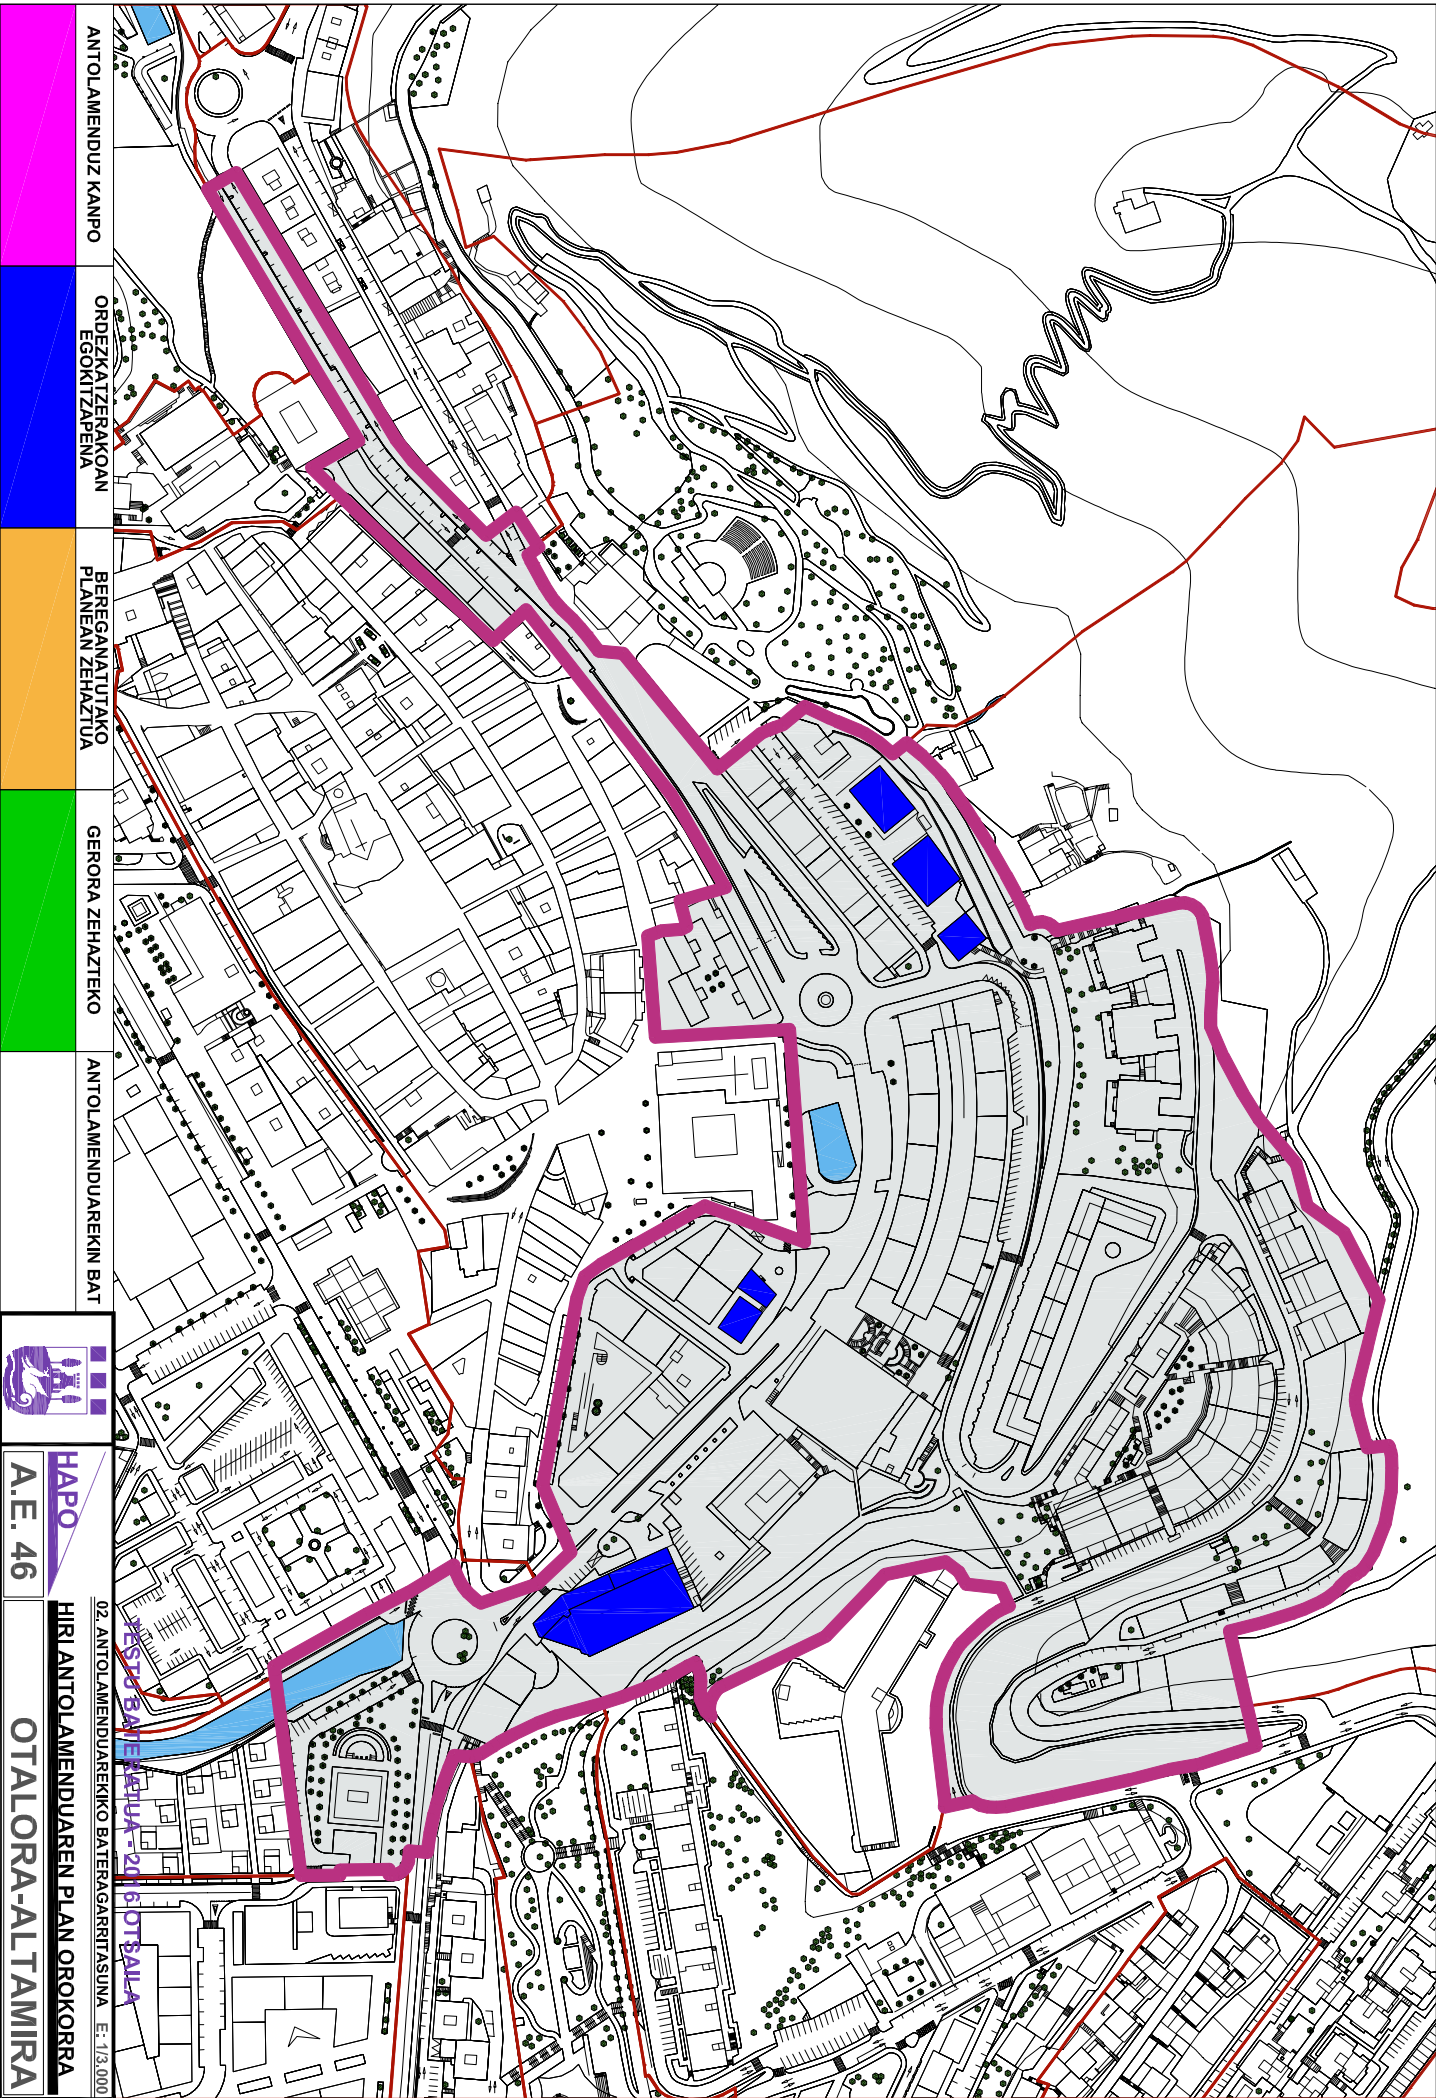 ANTOLAMENDUZ KANPO
ORDEZKATZERAKOAN
EGOKITZAPENA
BEREGANATUTAKO
PLANEAN ZEHAZTUA
GERORA ZEHAZTEKO
ANTOLAMENDUAREKIN BAT
HAPO
A.E. 46
TESTU BATERATUA - 2016 OTSAILA
02. ANTOLAMENDUAREKIKO BATERAGARRITASUNA E: 1/3.000
HIRI ANTOLAMENDUAREN PLAN OROKORRA
OTALORA-ALTAMIRA